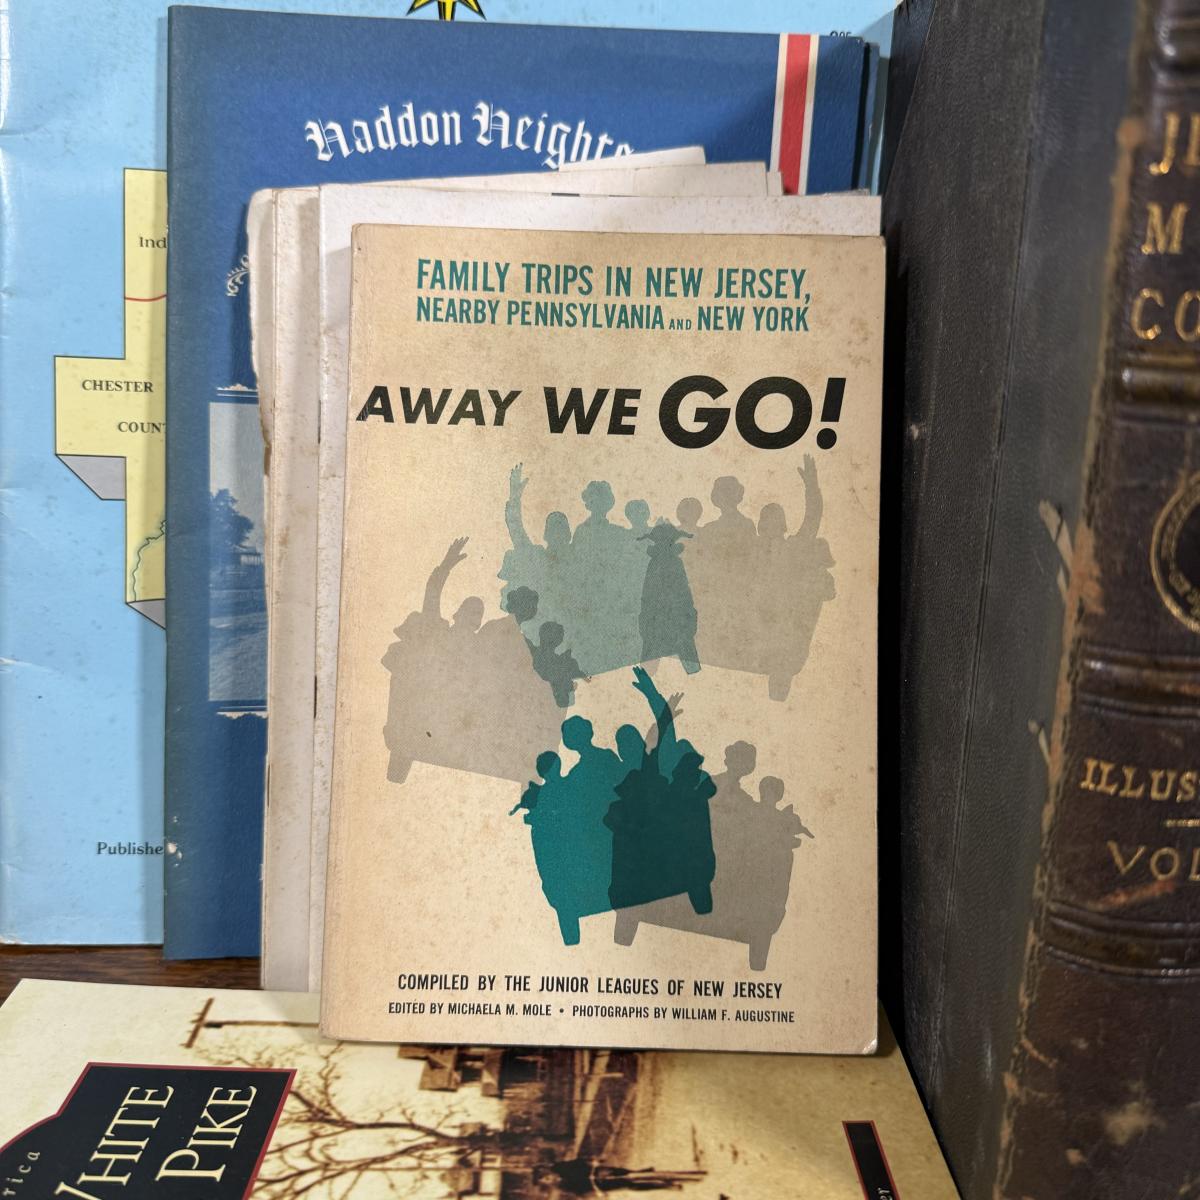 Haddon Heights
Ind
CHESTER
COUNT
Publishe
FAMILY TRIPS IN NEW JERSEY,
NEARBY PENNSYLVANIA AND NEW YORK
AWAY WE GO!
COMPILED BY THE JUNIOR LEAGUES OF NEW JERSEY
EDITED BY MICHAELA M. MOLE • PHOTOGRAPHS BY WILLIAM F. AUGUSTINE
WHITE
PIKE
rica
M
CO
ILLUS
VOL